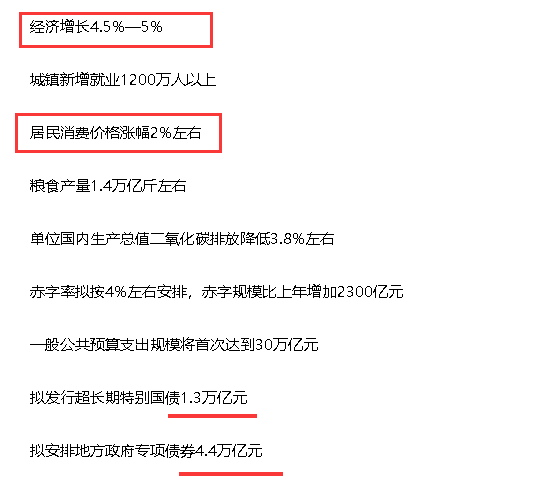 经济增长4.5%—5%
城镇新增就业1200万人以上
居民消费价格涨幅2%左右
粮食产量1.4万亿斤左右
单位国内生产总值二氧化碳排放降低3.8%左右
赤字率拟按4%左右安排，赤字规模比上年增加2300亿元
一般公共预算支出规模将首次达到30万亿元
拟发行超长期特别国债1.3万亿元
拟安排地方政府专项债券4.4万亿元